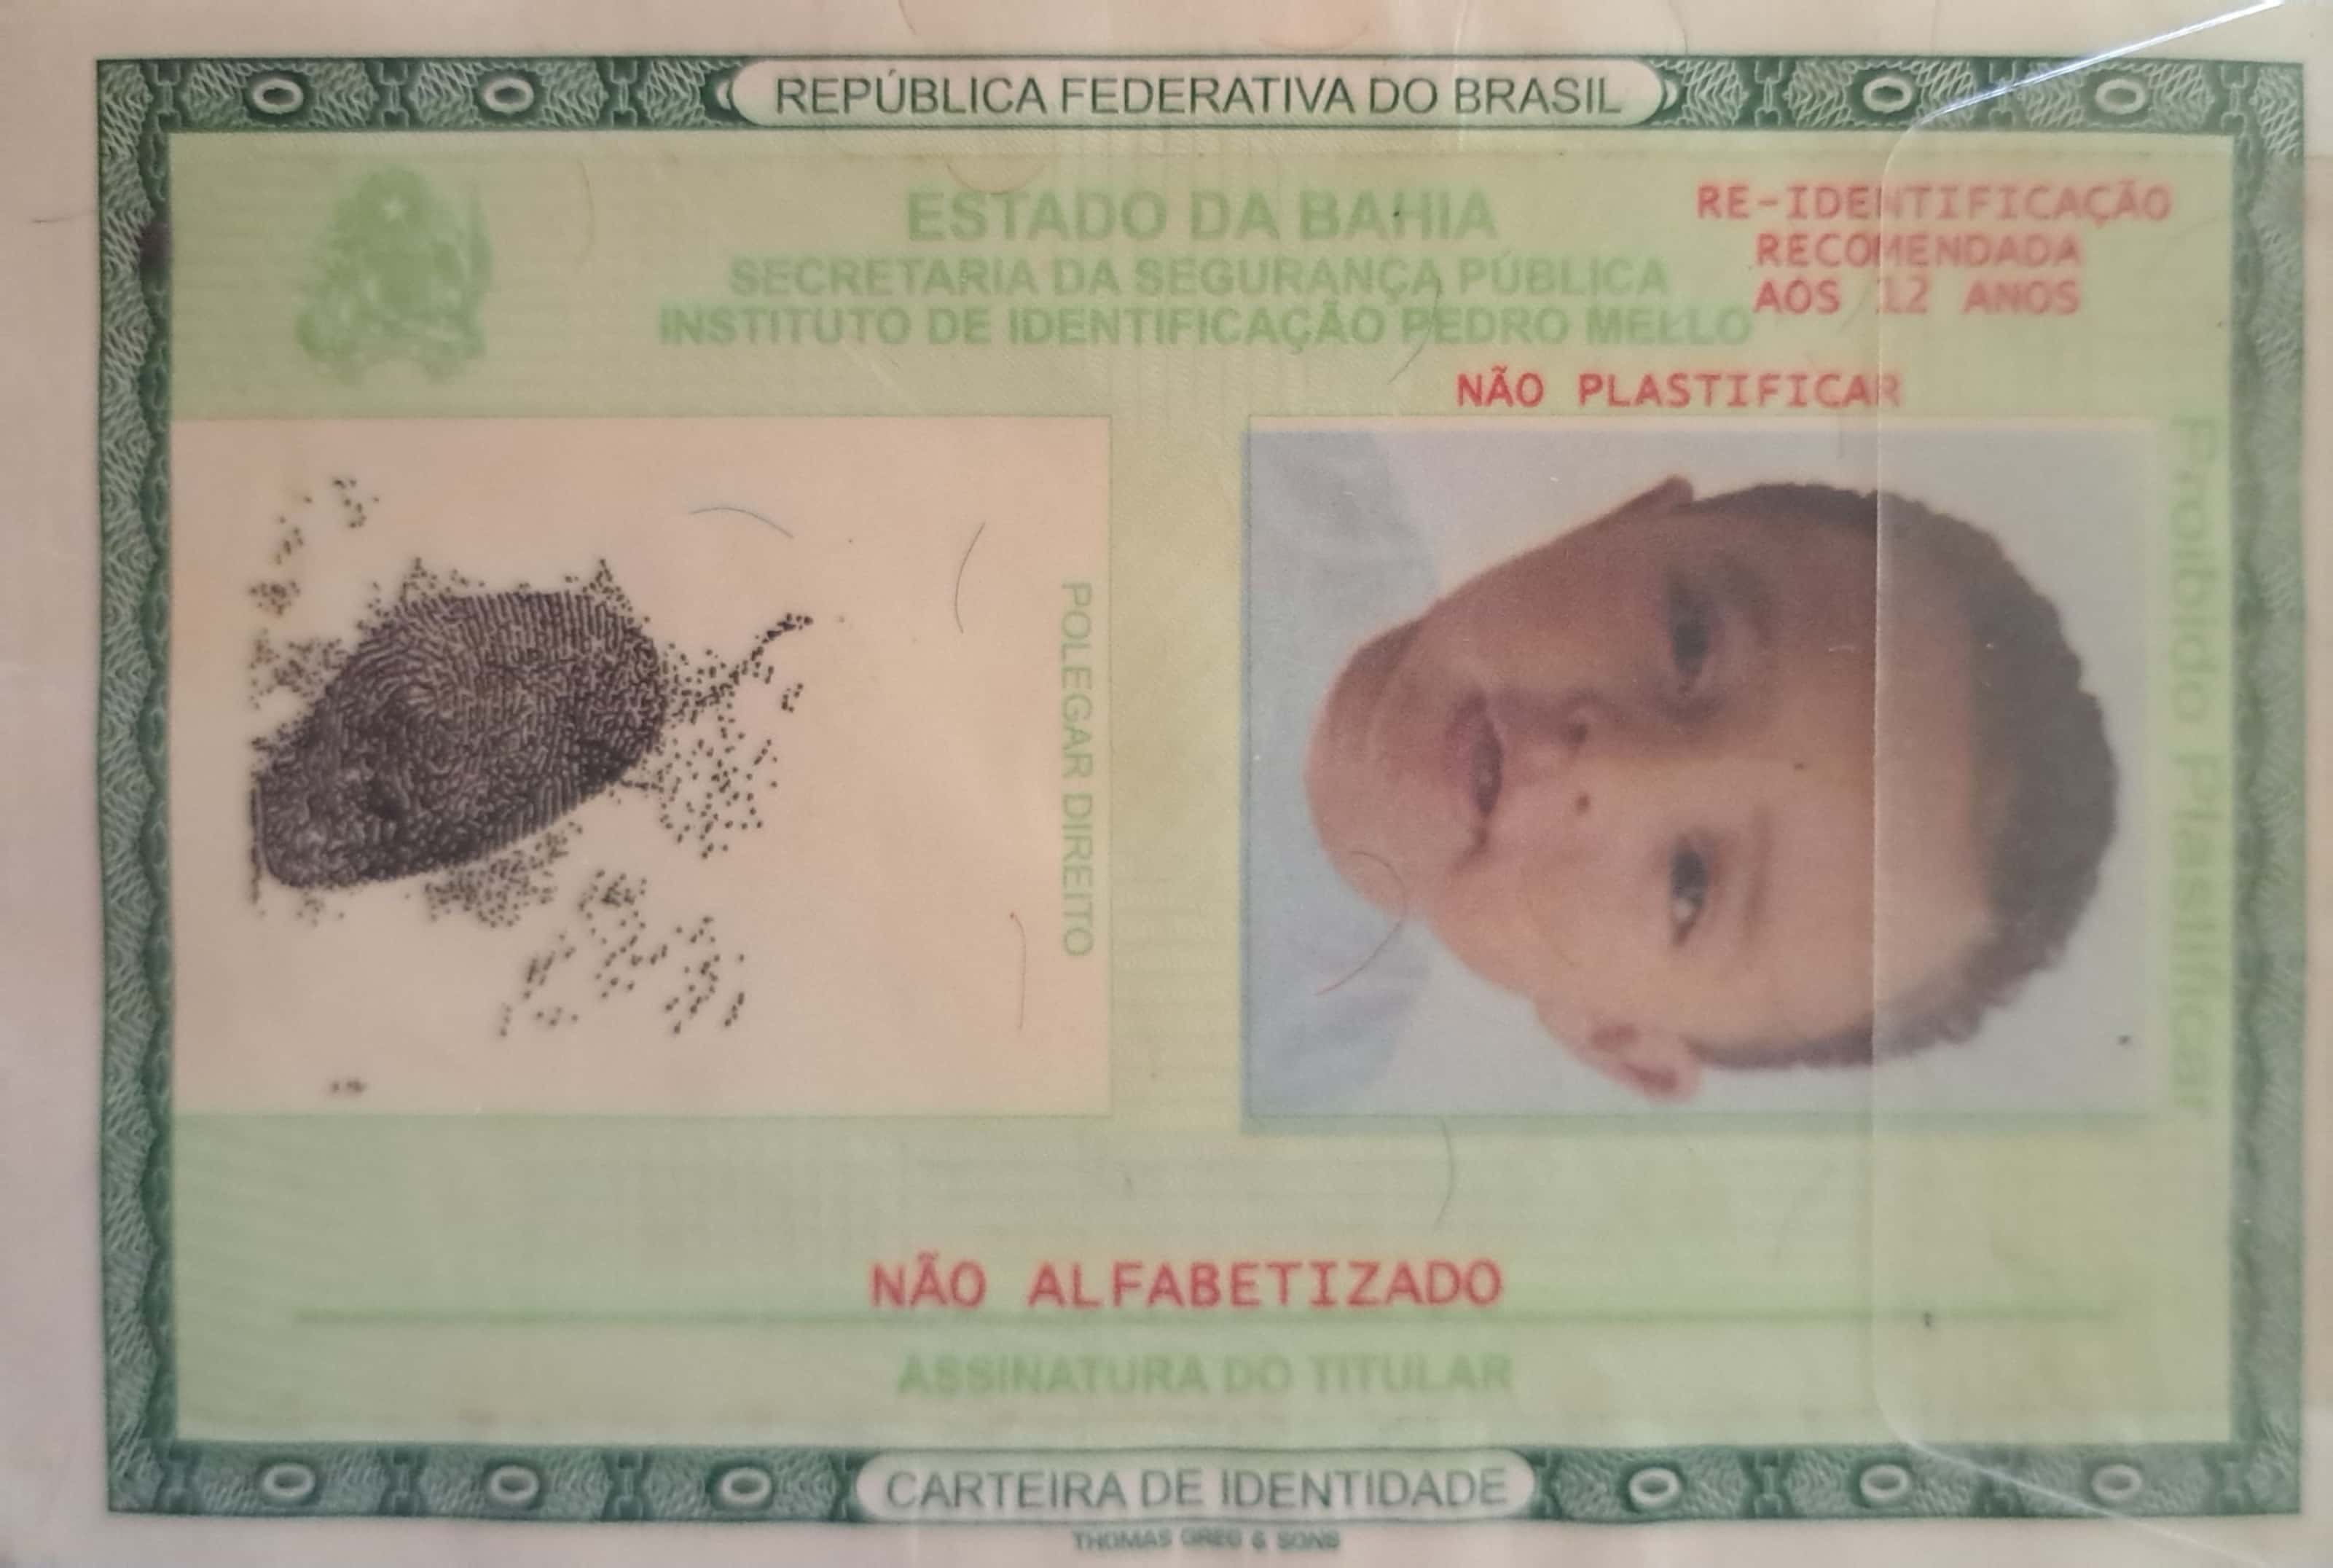 REPÚBLICA FEDERATIVA DO BRASIL
ESTADO DA BAHIA
SECRETARIA DA SEGURANÇA PÚBLICA
INSTITUTO DE IDENTIFICAÇÃO PEDRO MELLO
RE-IDENTIFICAÇÃO
RECOMENDADA
AOS 12 ANOS
NÃO PLASTIFICAR
POLEGAR DIREITO
Proibido Plastificar
NÃO ALFABETIZADO
ASSINATURA DO TITULAR
CARTEIRA DE IDENTIDADE
THOMAS GREG & SONS